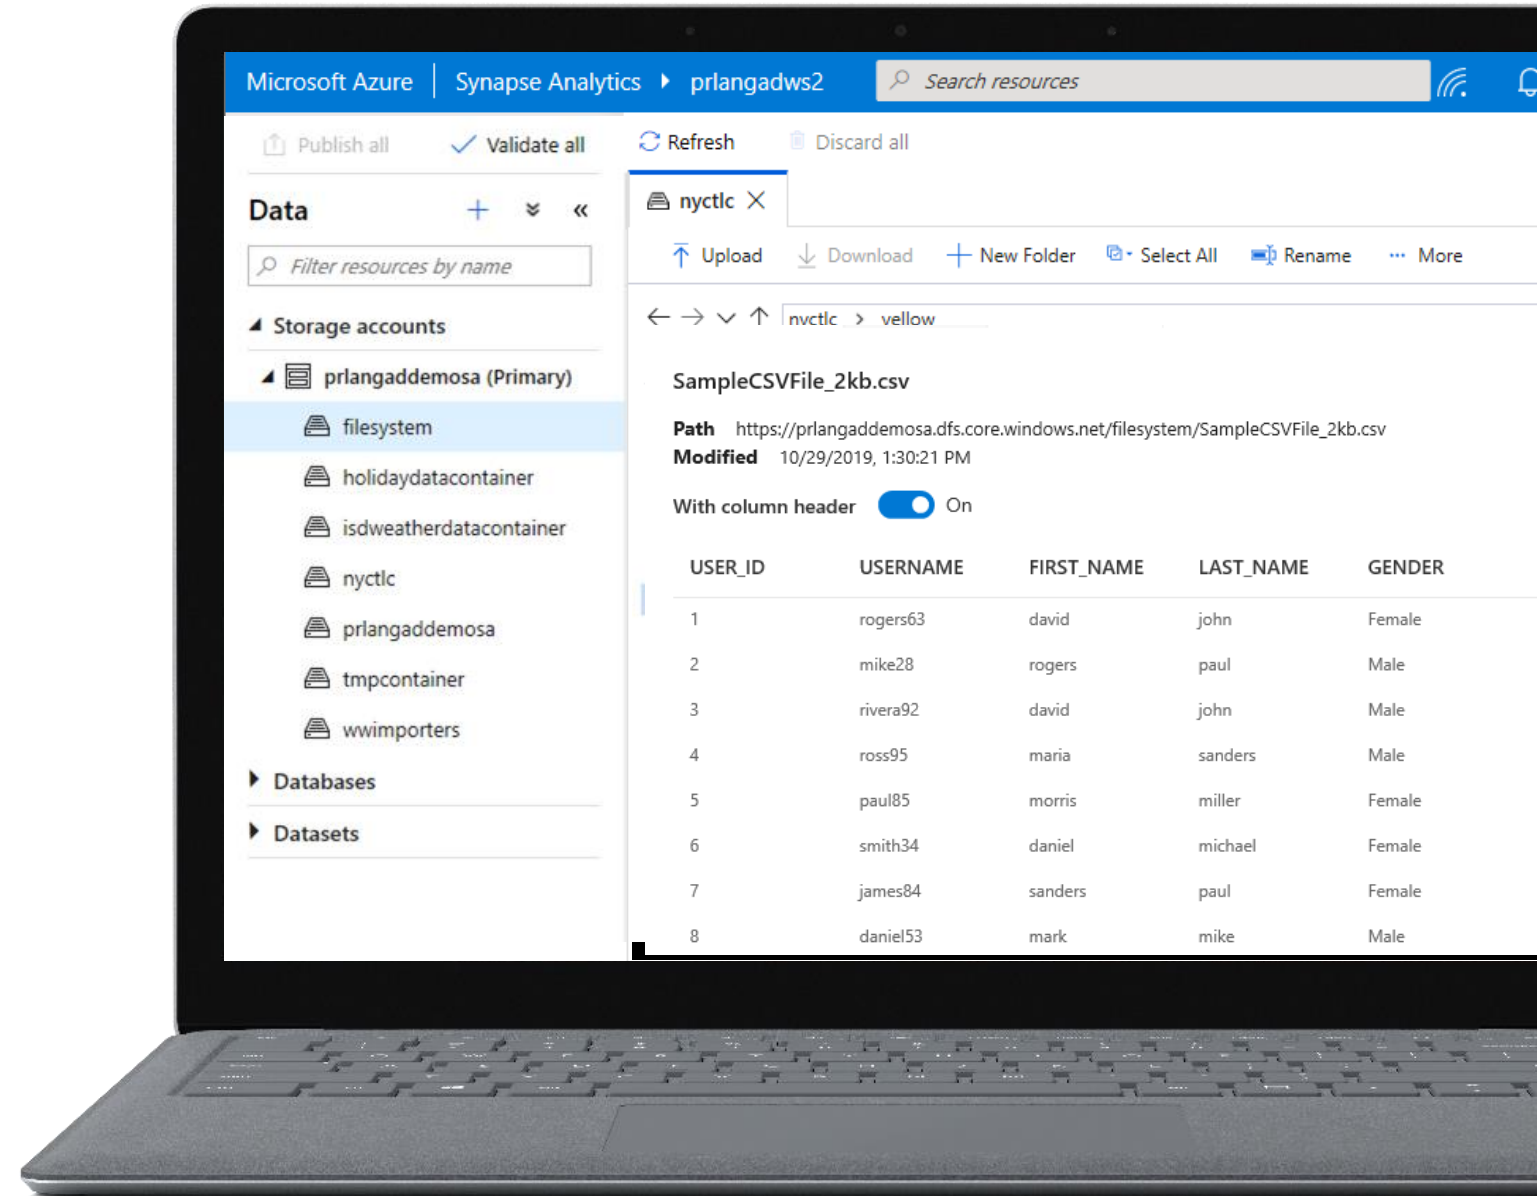 Microsoft Azure Synapse Analytics prlangadws2 Search resources
Publish all Validate all Refresh Discard all
Data
nyctlc
Filter resources by name
Upload Download New Folder Select All Rename More
Storage accounts
nyctlc > yellow
prlangaddemosa (Primary)
filesystem
holidaydatacontainer
isdweatherdatacontainer
nyctlc
prlangaddemosa
tmpcontainer
wwimporters
Databases
Datasets
SampleCSVFile_2kb.csv
Path https://prlangaddemosa.dfs.core.windows.net/filesystem/SampleCSVFile_2kb.csv
Modified 10/29/2019, 1:30:21 PM
With column header On
USER_ID USERNAME FIRST_NAME LAST_NAME GENDER
1 rogers63 david john Female
2 mike28 rogers paul Male
3 rivera92 david john Male
4 ross95 maria sanders Male
5 paul85 morris miller Female
6 smith34 daniel michael Female
7 james84 sanders paul Female
8 daniel53 mark mike Male